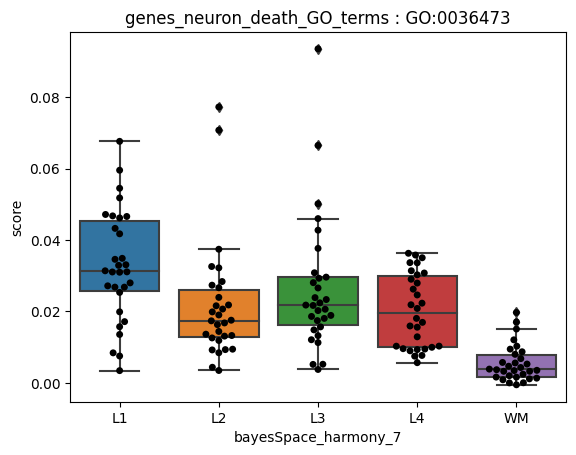 genes_neuron_death_GO_terms : GO:0036473
score
0.08
0.06
0.04
0.02
0.00
L1 L2 L3 L4 WM
bayesSpace_harmony_7